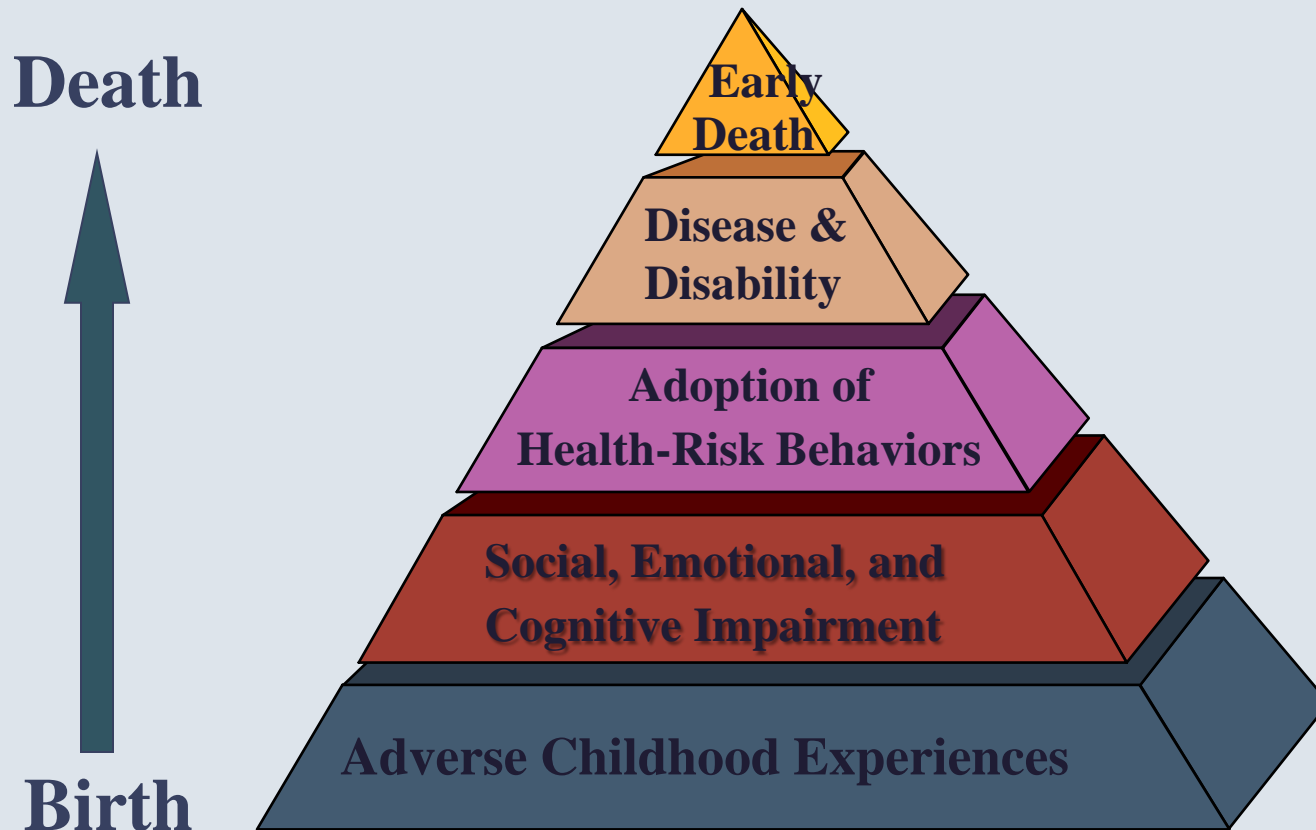 Death
Early
Death
Disease &
Disability
Adoption of
Health-Risk Behaviors
Social, Emotional, and
Cognitive Impairment
Adverse Childhood Experiences
Birth